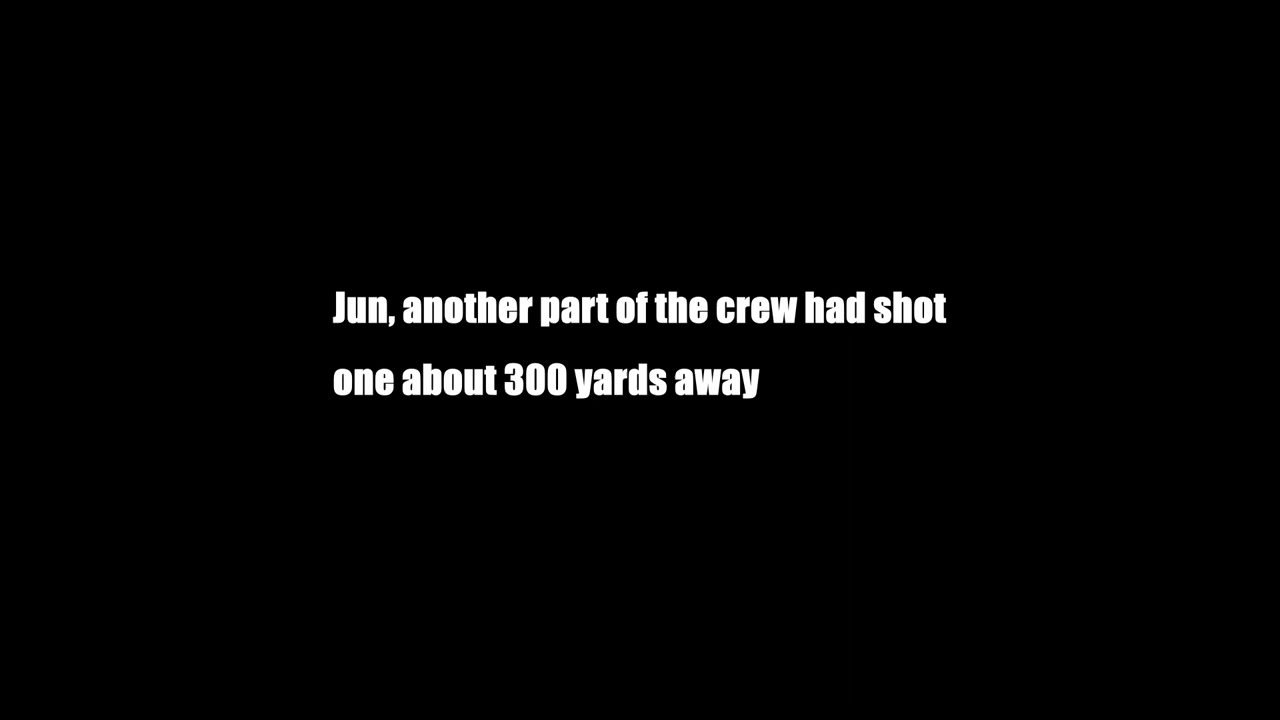 Jun, another part of the crew had shot
one about 300 yards away